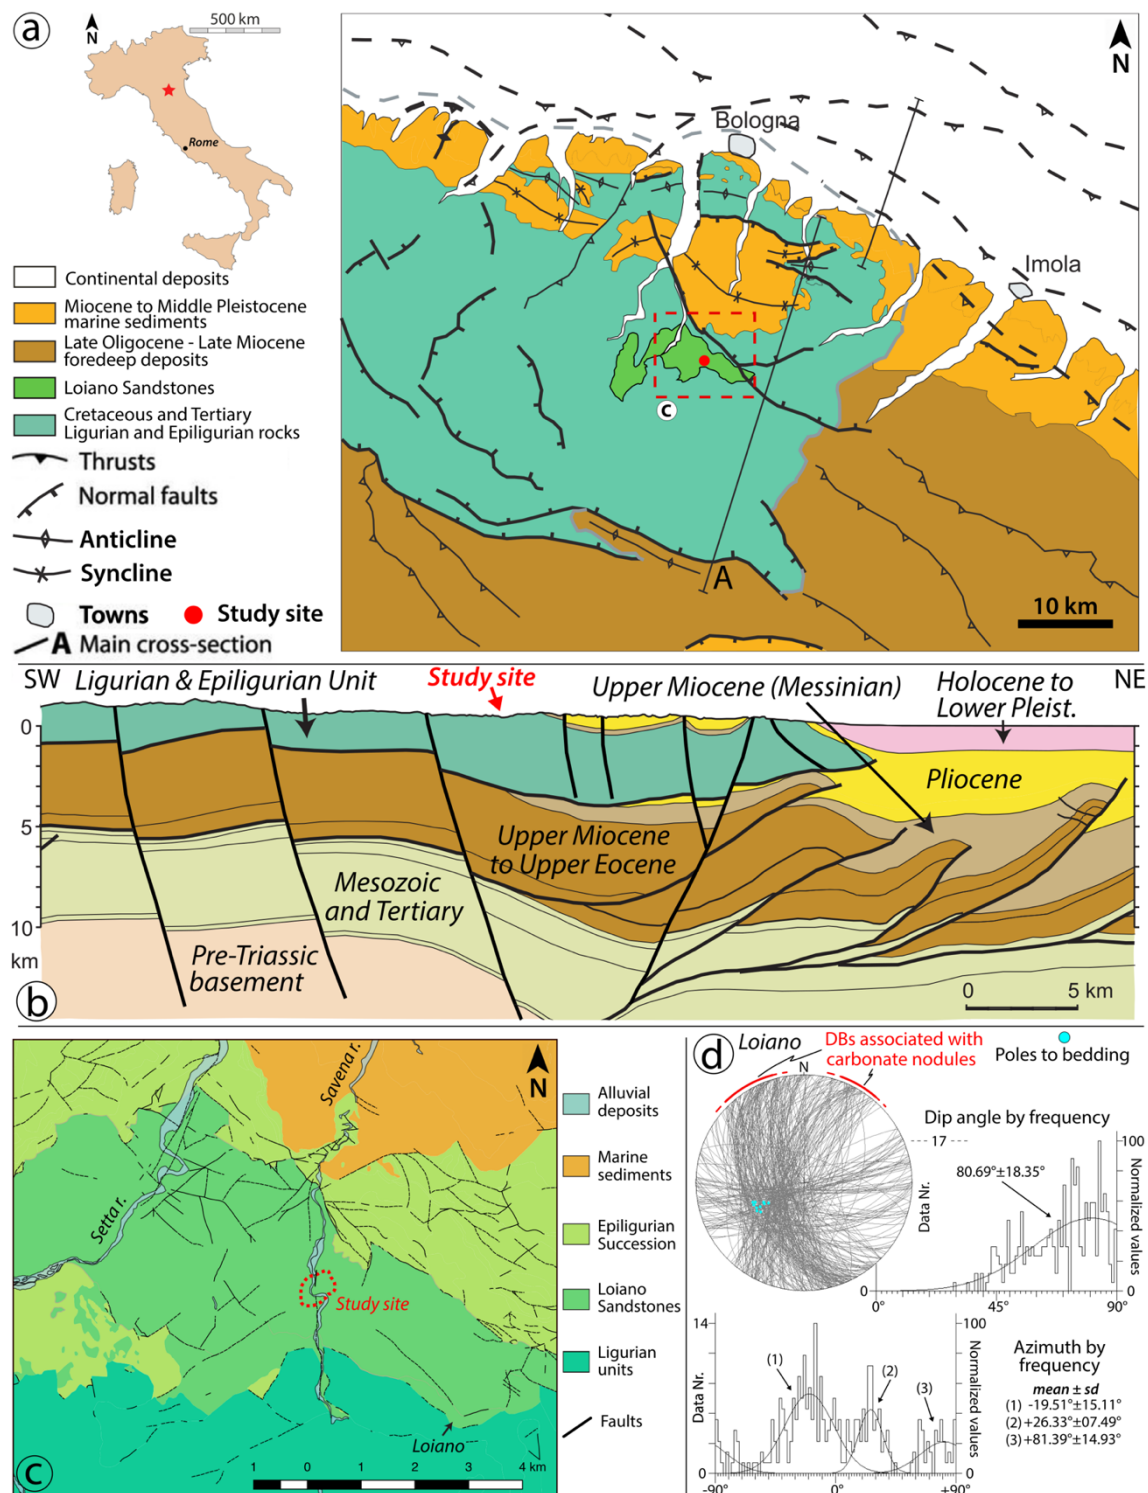 a
N
500 km
Rome
Continental deposits
Miocene to Middle Pleistocene
marine sediments
Late Oligocene - Late Miocene
foredeep deposits
Loiano Sandstones
Cretaceous and Tertiary
Ligurian and Epiligurian rocks
Thrusts
Normal faults
Anticline
Syncline
Towns
Study site
A Main cross-section
N
Bologna
Imola
c
A
10 km
SW
Ligurian & Epiligurian Unit
Study site
Upper Miocene (Messinian)
Holocene to
Lower Pleist.
NE
0
5
10
km
Pliocene
Upper Miocene
to Upper Eocene
Mesozoic
and Tertiary
Pre-Triassic
basement
0 5 km
b
N
Savena r.
Setta r.
Study site
Loiano
1 0 1 2 3 4 km
c
Alluvial
deposits
Marine
sediments
Epiligurian
Succession
Loiano
Sandstones
Ligurian
units
Faults
d
Loiano
DBs associated with
carbonate nodules
N
Poles to bedding
Dip angle by frequency
17
100
80.69°±18.35°
Data Nr.
Normalized values
0
0
0° 45° 90°
14
100
(1)
(2)
(3)
Data Nr.
Normalized values
0
0
-90° 0° +90°
Azimuth by
frequency
mean ± sd
(1) -19.51°±15.11°
(2) +26.33°±07.49°
(3) +81.39°±14.93°